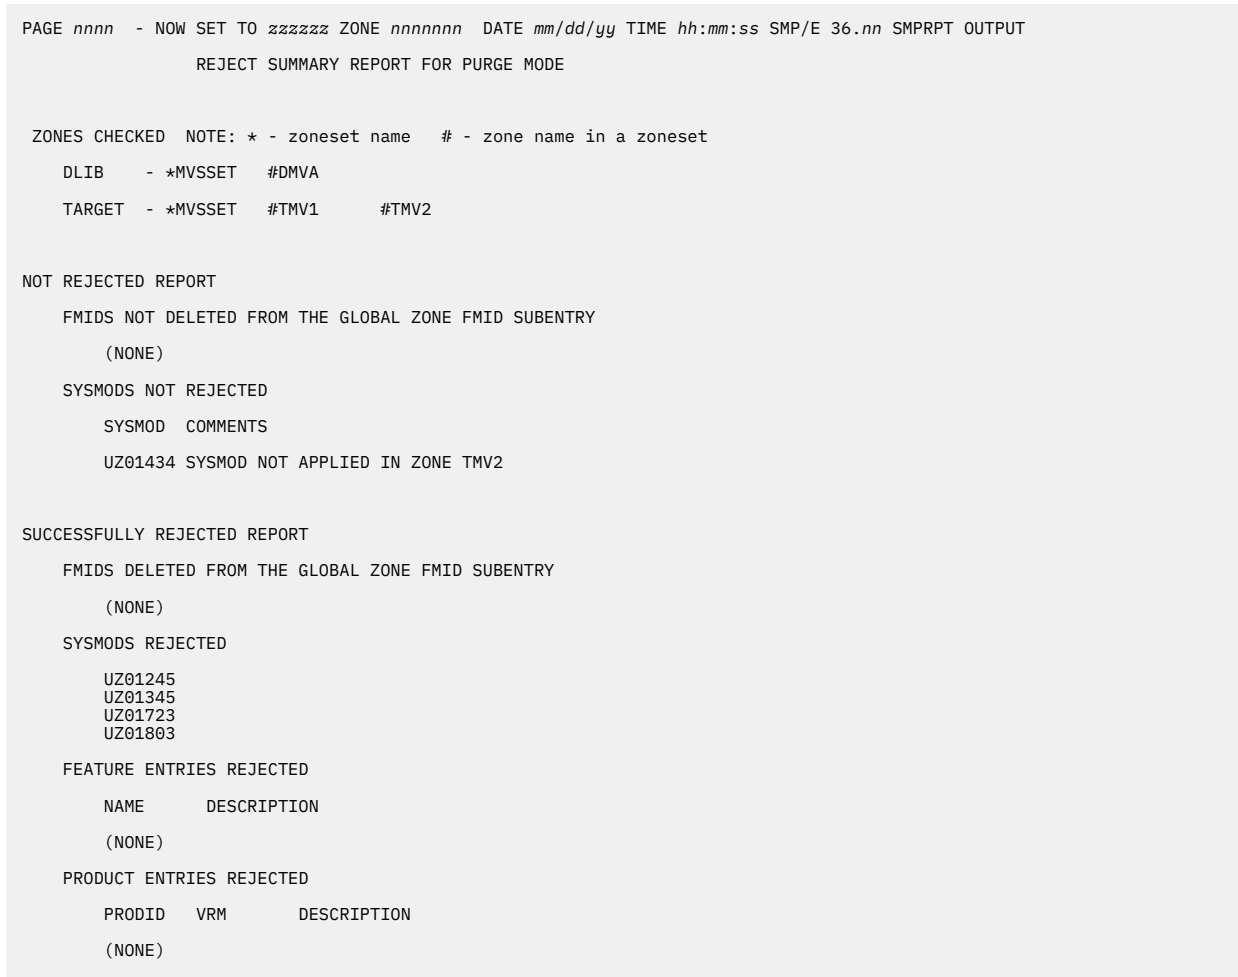 PAGE nnnn  - NOW SET TO zzzzzz ZONE nnnnnnn  DATE mm/dd/yy TIME hh:mm:ss SMP/E 36.nn SMPRPT OUTPUT
REJECT SUMMARY REPORT FOR PURGE MODE
ZONES CHECKED  NOTE: * - zoneset name   # - zone name in a zoneset
DLIB    - *MVSSET   #DMVA
TARGET  - *MVSSET   #TMV1      #TMV2
NOT REJECTED REPORT
FMIDS NOT DELETED FROM THE GLOBAL ZONE FMID SUBENTRY
(NONE)
SYSMODS NOT REJECTED
SYSMOD  COMMENTS
UZ01434 SYSMOD NOT APPLIED IN ZONE TMV2
SUCCESSFULLY REJECTED REPORT
FMIDS DELETED FROM THE GLOBAL ZONE FMID SUBENTRY
(NONE)
SYSMODS REJECTED
UZ01245
UZ01345
UZ01723
UZ01803
FEATURE ENTRIES REJECTED
NAME      DESCRIPTION
(NONE)
PRODUCT ENTRIES REJECTED
PRODID   VRM       DESCRIPTION
(NONE)